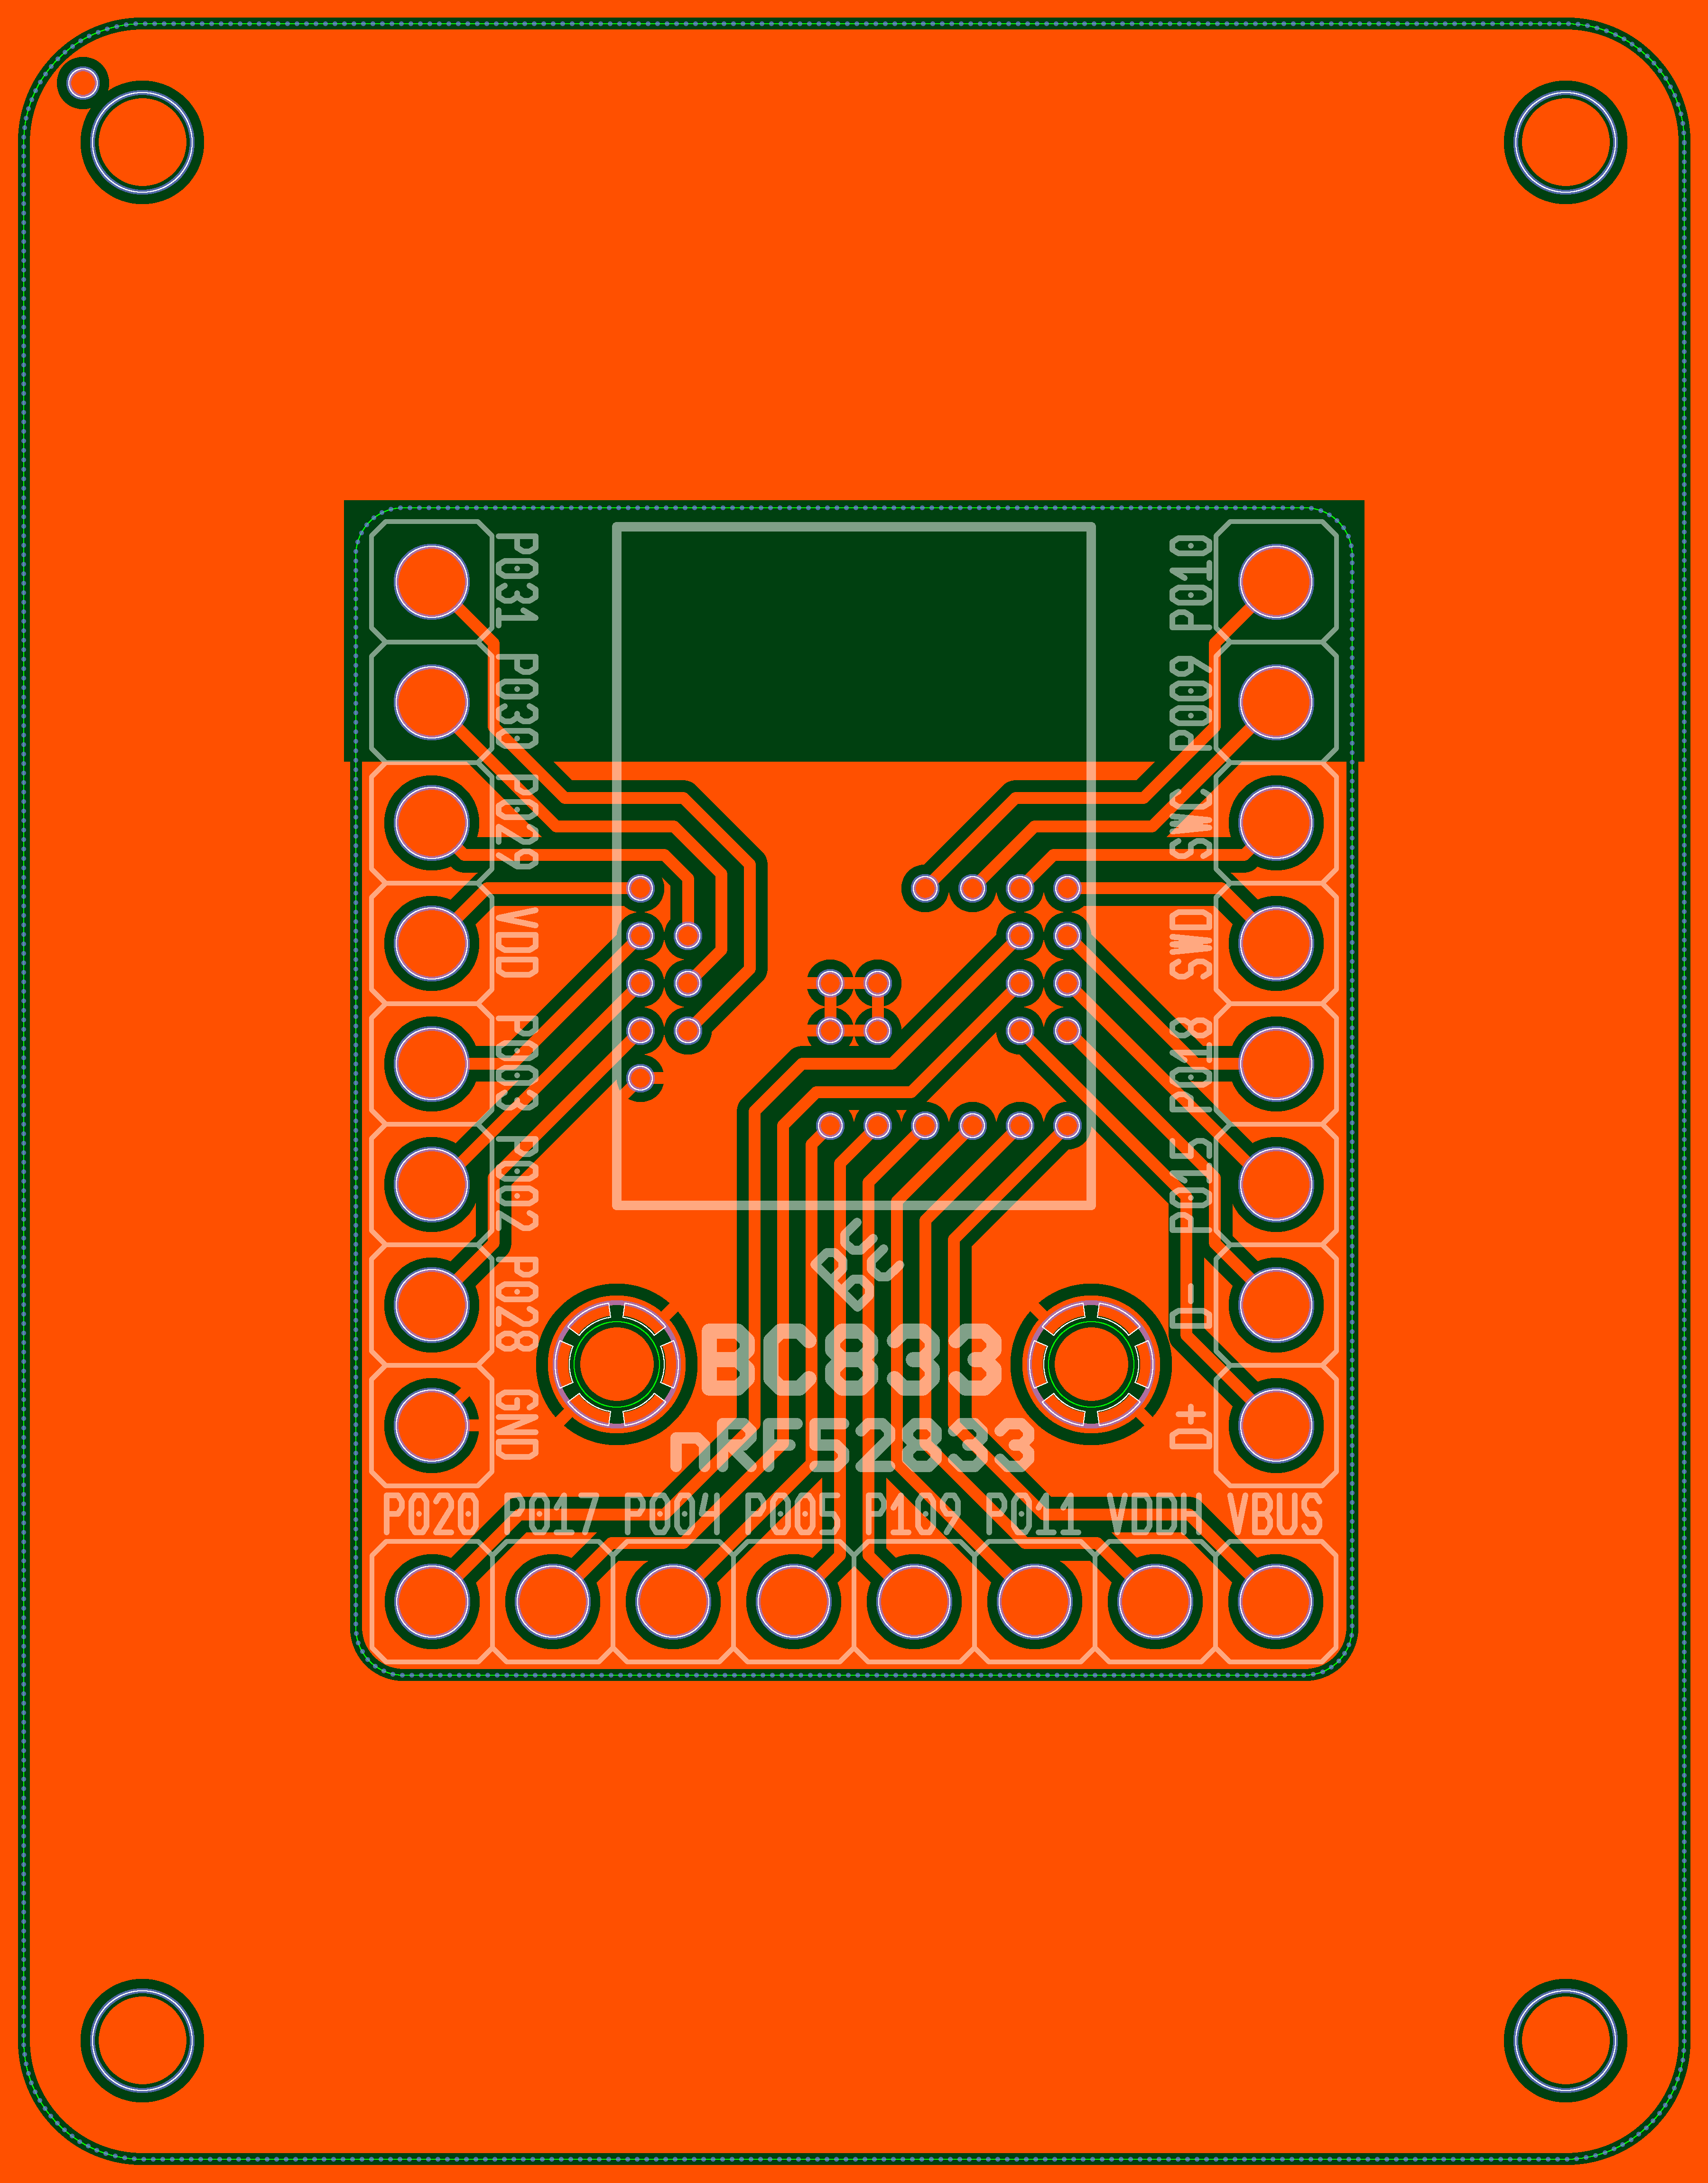 P031
P030
P029
VDD
P003
P002
P028
GND
P010
P009
SWC
SWD
P018
P015
D-
D+
BC
BC833
nRF52833
P020 P017 P004 P005 P109 P011 VDDH VBUS